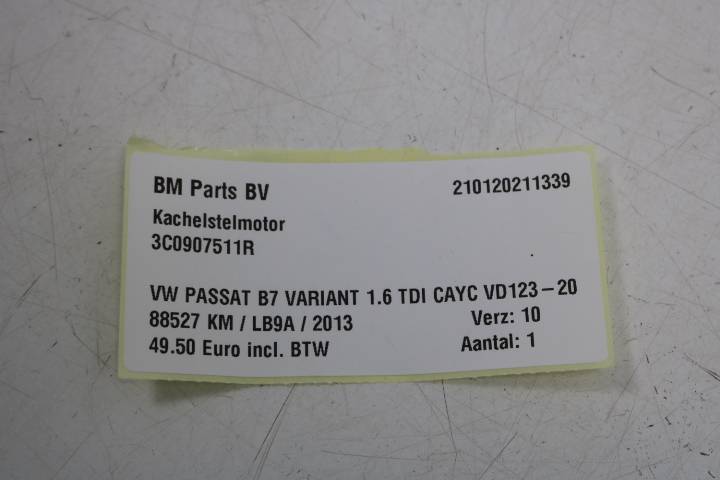 BM Parts BV 210120211339
Kachelstelmotor
3C0907511R
VW PASSAT B7 VARIANT 1.6 TDI CAYC VD123-20
88527 KM / LB9A / 2013 Verz: 10
49.50 Euro incl. BTW Aantal: 1